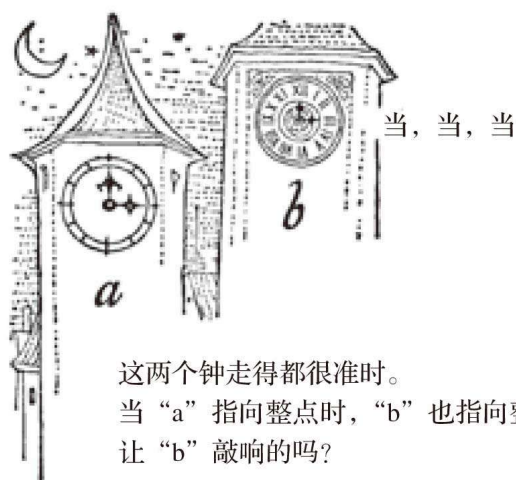 当，当，当
a
b
这两个钟走得都很准时。
当“a”指向整点时，“b”也指向
让“b”敲响的吗？